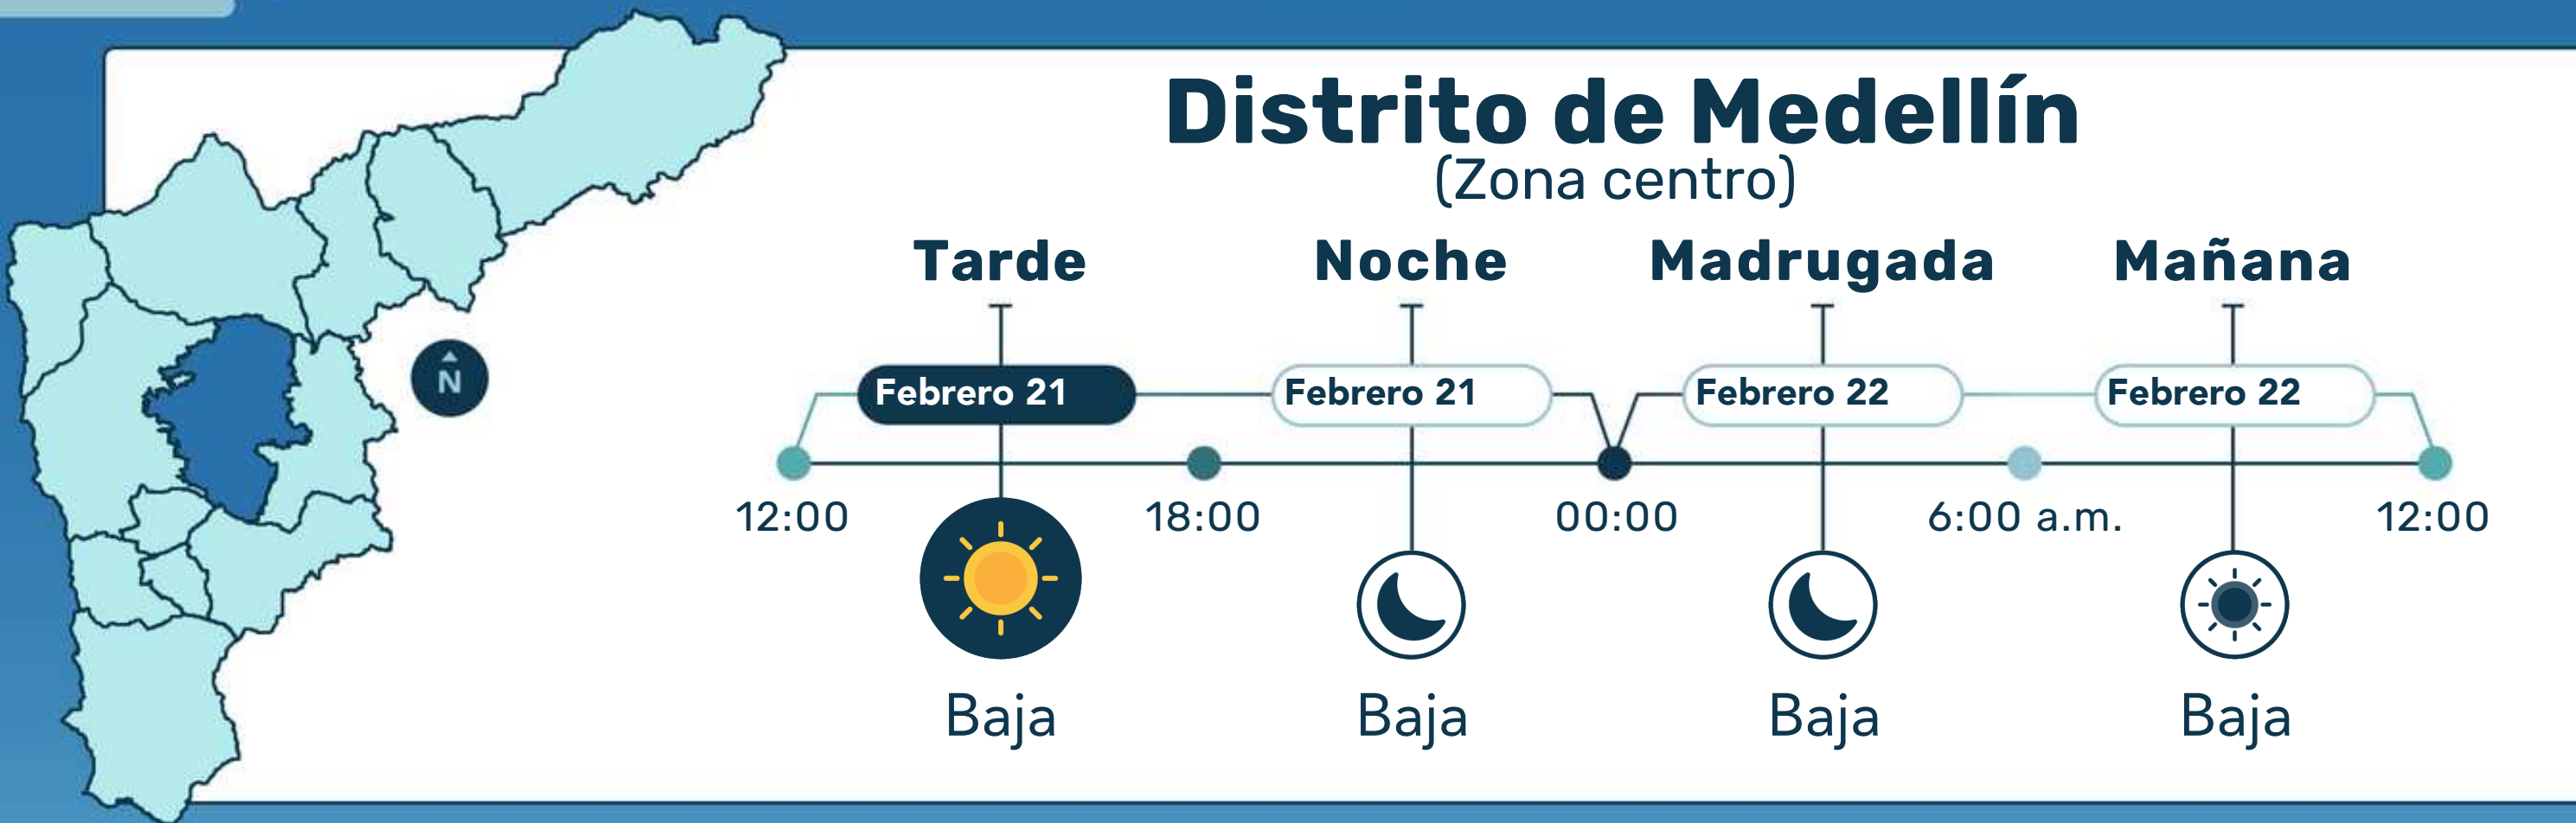 Distrito de Medellín
(Zona centro)
Tarde Noche Madrugada Mañana
Febrero 21 Febrero 21 Febrero 22 Febrero 22
N
12:00 18:00 00:00 6:00 a.m. 12:00
Baja Baja Baja Baja